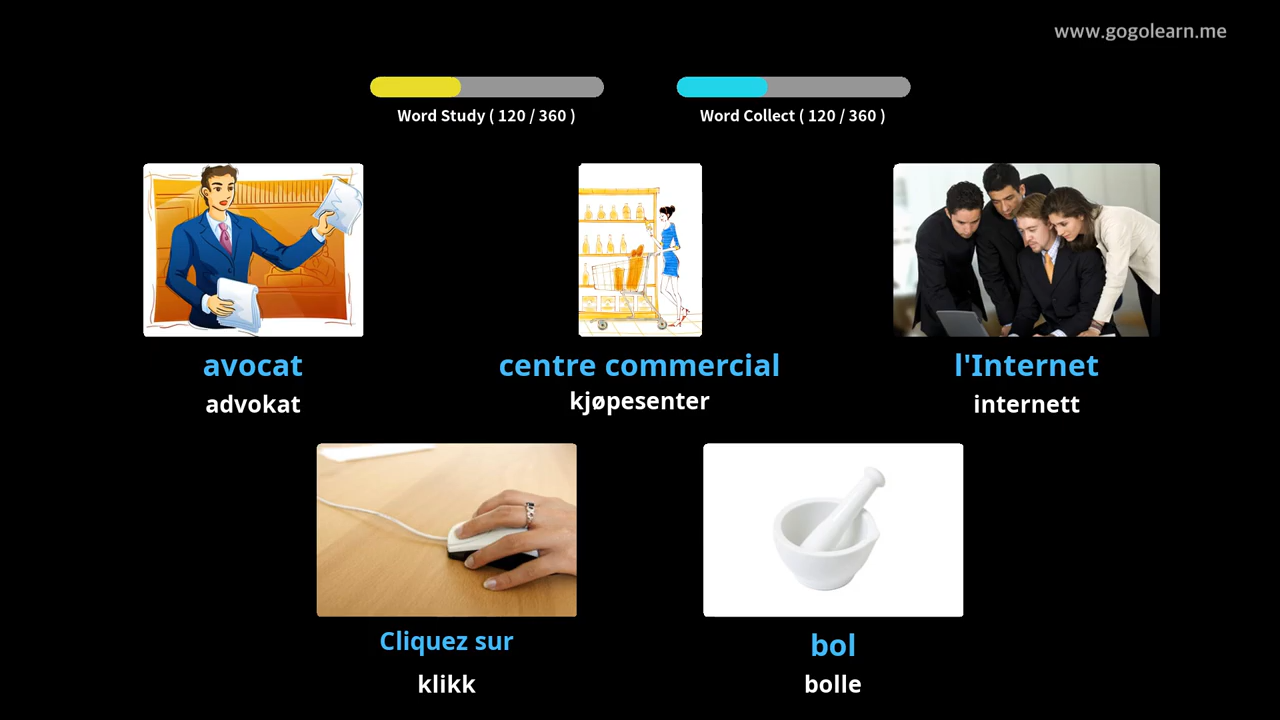 www.gogolearn.me
Word Study ( 120 / 360 )
Word Collect ( 120 / 360 )
avocat
advokat
centre commercial
kjøpesenter
l'Internet
internett
Cliquez sur
klikk
bol
bolle